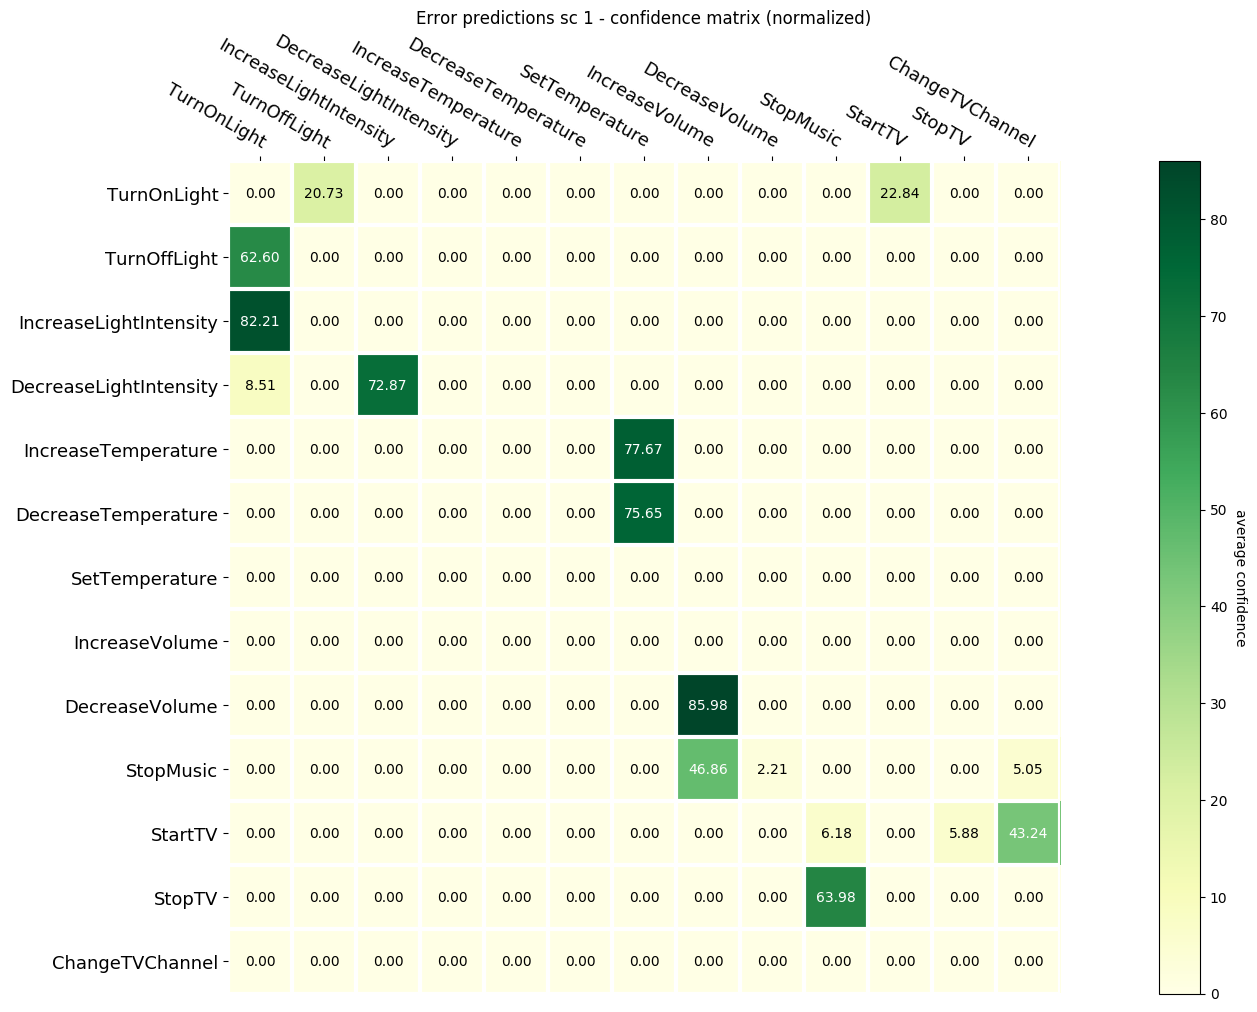 Error predictions sc 1 - confidence matrix (normalized)
TurnOnLight
TurnOffLight
IncreaseLightIntensity
DecreaseLightIntensity
IncreaseTemperature
DecreaseTemperature
SetTemperature
IncreaseVolume
DecreaseVolume
StopMusic
StartTV
StopTV
ChangeTVChannel
TurnOnLight 0.00 20.73 0.00 0.00 0.00 0.00 0.00 0.00 0.00 0.00 22.84 0.00 0.00
TurnOffLight 62.60 0.00 0.00 0.00 0.00 0.00 0.00 0.00 0.00 0.00 0.00 0.00 0.00
IncreaseLightIntensity 82.21 0.00 0.00 0.00 0.00 0.00 0.00 0.00 0.00 0.00 0.00 0.00 0.00
DecreaseLightIntensity 8.51 0.00 72.87 0.00 0.00 0.00 0.00 0.00 0.00 0.00 0.00 0.00 0.00
IncreaseTemperature 0.00 0.00 0.00 0.00 0.00 0.00 77.67 0.00 0.00 0.00 0.00 0.00 0.00
DecreaseTemperature 0.00 0.00 0.00 0.00 0.00 0.00 75.65 0.00 0.00 0.00 0.00 0.00 0.00
SetTemperature 0.00 0.00 0.00 0.00 0.00 0.00 0.00 0.00 0.00 0.00 0.00 0.00 0.00
IncreaseVolume 0.00 0.00 0.00 0.00 0.00 0.00 0.00 0.00 0.00 0.00 0.00 0.00 0.00
DecreaseVolume 0.00 0.00 0.00 0.00 0.00 0.00 0.00 85.98 0.00 0.00 0.00 0.00 0.00
StopMusic 0.00 0.00 0.00 0.00 0.00 0.00 0.00 46.86 2.21 0.00 0.00 0.00 5.05
StartTV 0.00 0.00 0.00 0.00 0.00 0.00 0.00 0.00 0.00 6.18 0.00 5.88 43.24
StopTV 0.00 0.00 0.00 0.00 0.00 0.00 0.00 0.00 0.00 63.98 0.00 0.00 0.00
ChangeTVChannel 0.00 0.00 0.00 0.00 0.00 0.00 0.00 0.00 0.00 0.00 0.00 0.00 0.00
80
70
60
50
40
30
20
10
0
average confidence